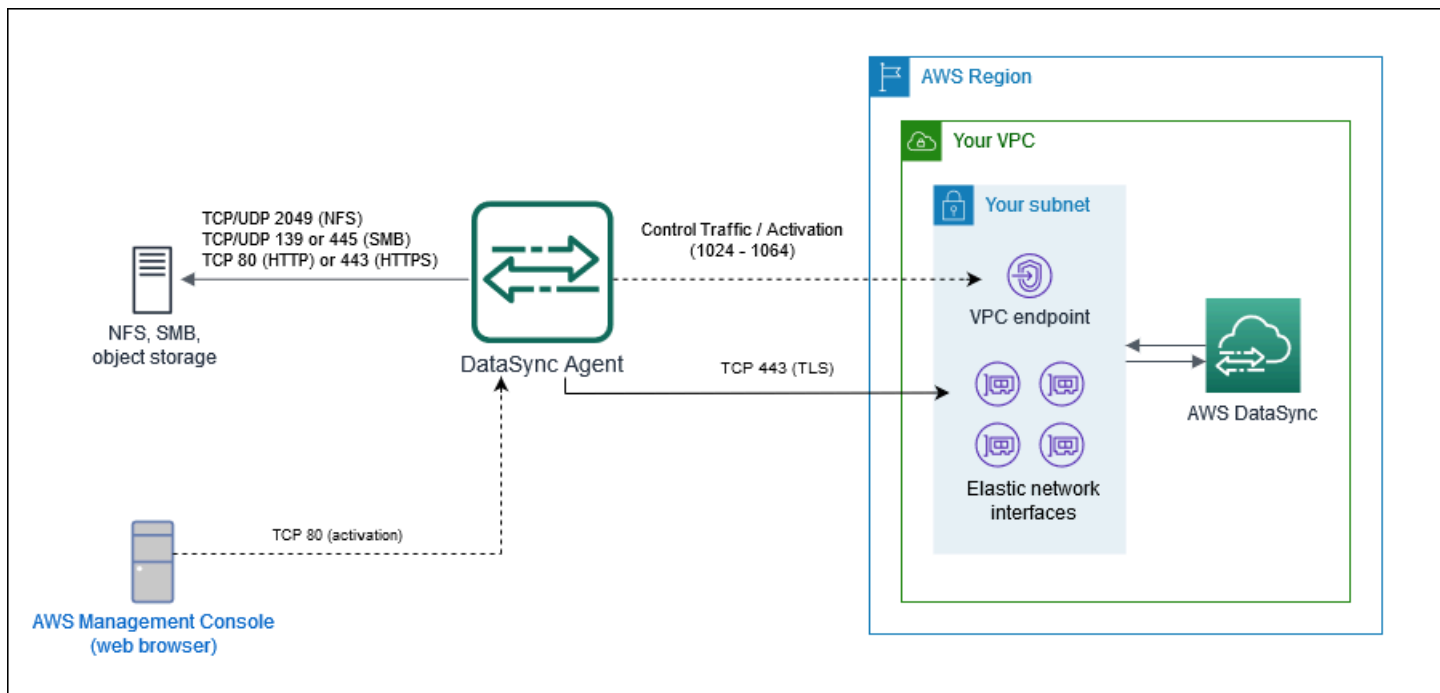 AWS Region
Your VPC
Your subnet
TCP/UDP 2049 (NFS)
TCP/UDP 139 or 445 (SMB)
TCP 80 (HTTP) or 443 (HTTPS)
Control Traffic / Activation
(1024 - 1064)
NFS, SMB,
object storage
DataSync Agent
VPC endpoint
TCP 443 (TLS)
AWS DataSync
Elastic network
interfaces
TCP 80 (activation)
AWS Management Console
(web browser)